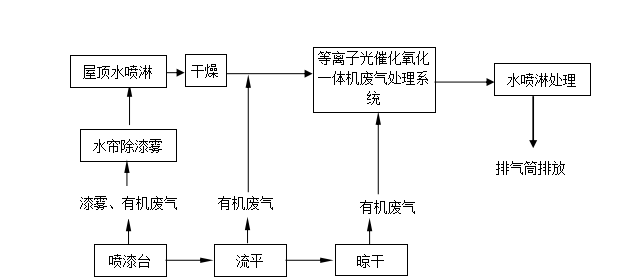 屋顶水喷淋
干燥
等离子光催化氧化
一体机废气处理系
统
水喷淋处理
水帘除漆雾
排气筒排放
漆雾、有机废气
有机废气
有机废气
喷漆台
流平
晾干